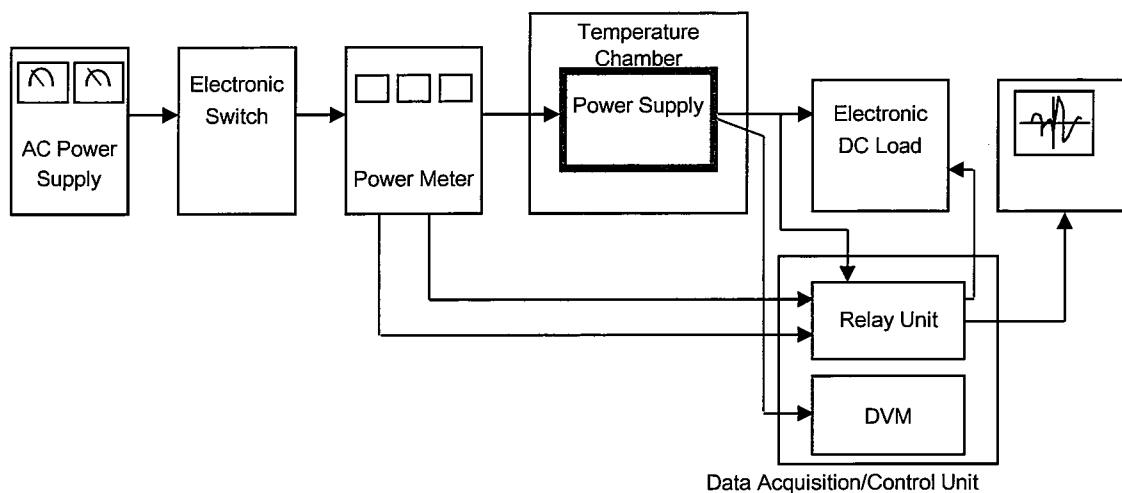 Temperature
Chamber
Electronic
Switch
Power Supply
Electronic
DC Load
AC Power
Supply
Power Meter
Relay Unit
DVM
Data Acquisition/Control Unit